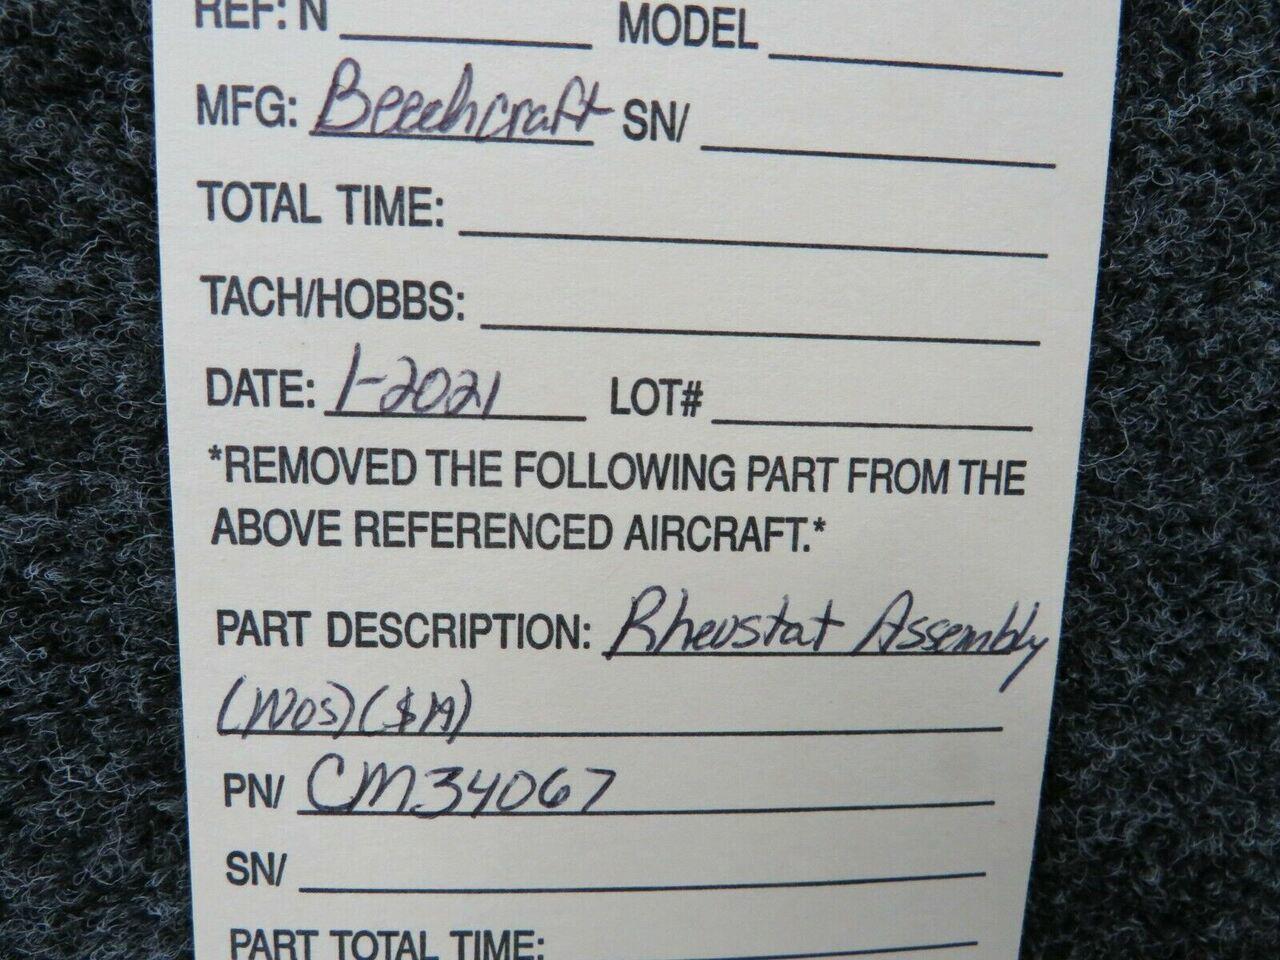 REF: N MODEL
MFG: Beechcraft SN/
TOTAL TIME:
TACH/HOBBS:
DATE: 1-2021 LOT#
*REMOVED THE FOLLOWING PART FROM THE
ABOVE REFERENCED AIRCRAFT.*
PART DESCRIPTION: Rheostat Assembly
(NOS) ($A)
PN/ CM34067
SN/
PART TOTAL TIME: